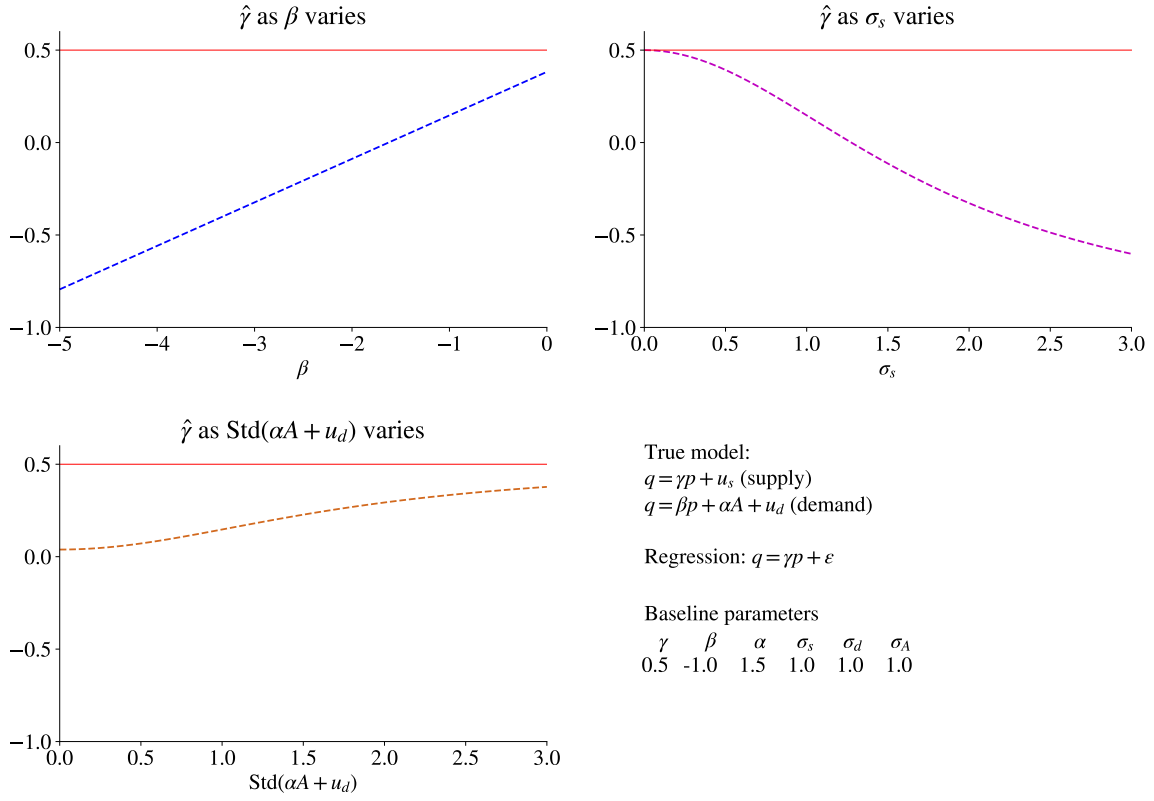 γ̂ as β varies
0.5
0.0
−0.5
−1.0
−5 −4 −3 −2 −1 0
β
γ̂ as σₛ varies
0.5
0.0
−0.5
−1.0
0.0 0.5 1.0 1.5 2.0 2.5 3.0
σₛ
γ̂ as Std(αA + u_d) varies
0.5
0.0
−0.5
−1.0
0.0 0.5 1.0 1.5 2.0 2.5 3.0
Std(αA + u_d)
True model:
q = γp + uₛ (supply)
q = βp + αA + u_d (demand)
Regression: q = γp + ε
Baseline parameters
γ β α σₛ σ_d σ_A
0.5 -1.0 1.5 1.0 1.0 1.0